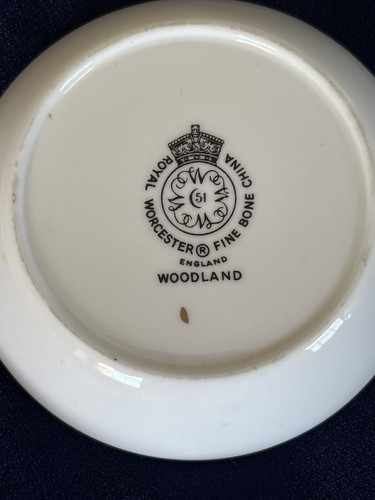 ROYAL WORCESTER ® FINE BONE CHINA
51
ENGLAND
WOODLAND